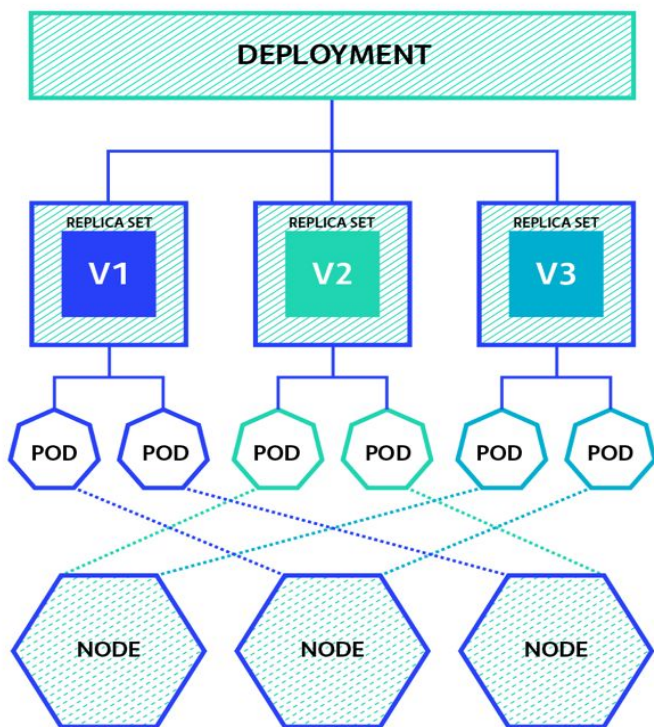 DEPLOYMENT
REPLICA SET
V1
REPLICA SET
V2
REPLICA SET
V3
POD
POD
POD
POD
POD
POD
NODE
NODE
NODE